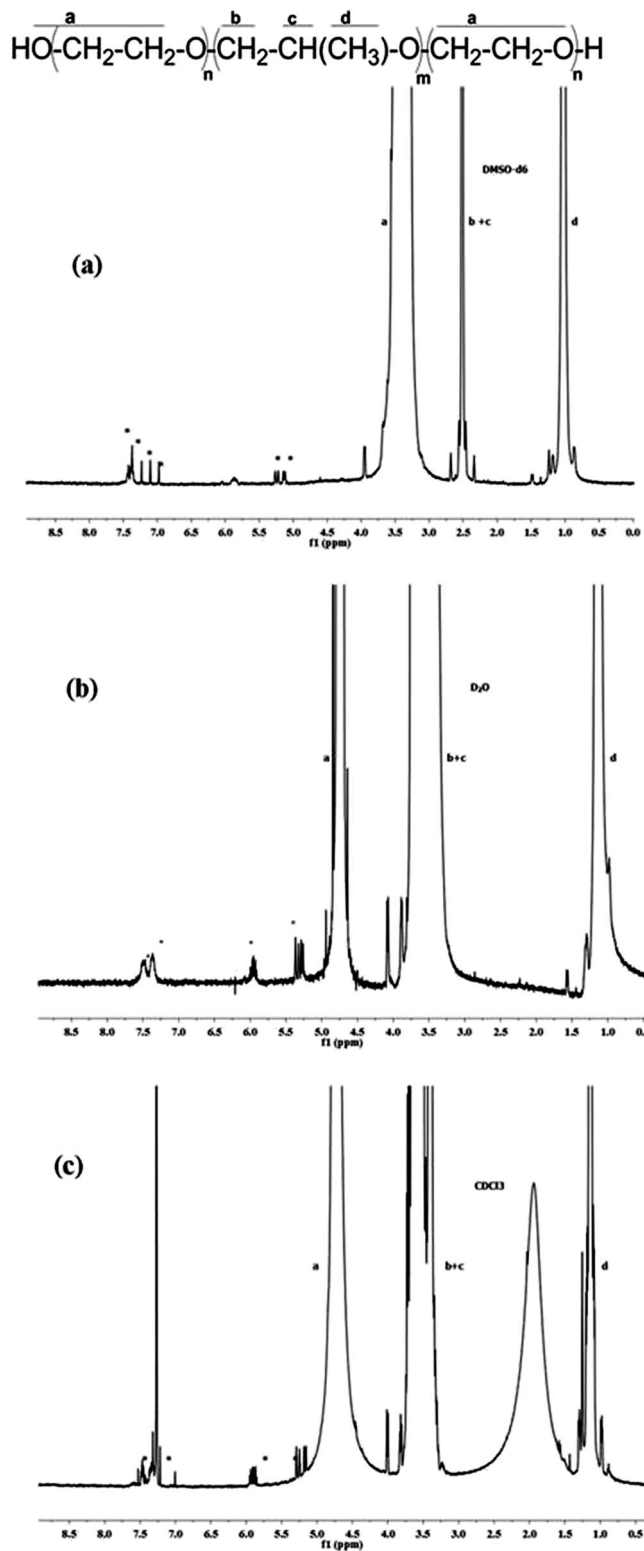 a b c d a
HO(CH2-CH2-O)n(CH2-CH(CH3)-O)m(CH2-CH2-O)n-H
DMSO-d6
a b +c d
(a)
8.5 8.0 7.5 7.0 6.5 6.0 5.5 5.0 4.5 4.0 3.5 3.0 2.5 2.0 1.5 1.0 0.5 0.0
f1 (ppm)
(b)
D₂O
a b+c d
8.5 8.0 7.5 7.0 6.5 6.0 5.5 5.0 4.5 4.0 3.5 3.0 2.5 2.0 1.5 1.0 0.5
f1 (ppm)
(c)
CDCl3
a b+c d
8.5 8.0 7.5 7.0 6.5 6.0 5.5 5.0 4.5 4.0 3.5 3.0 2.5 2.0 1.5 1.0 0.5
f1 (ppm)